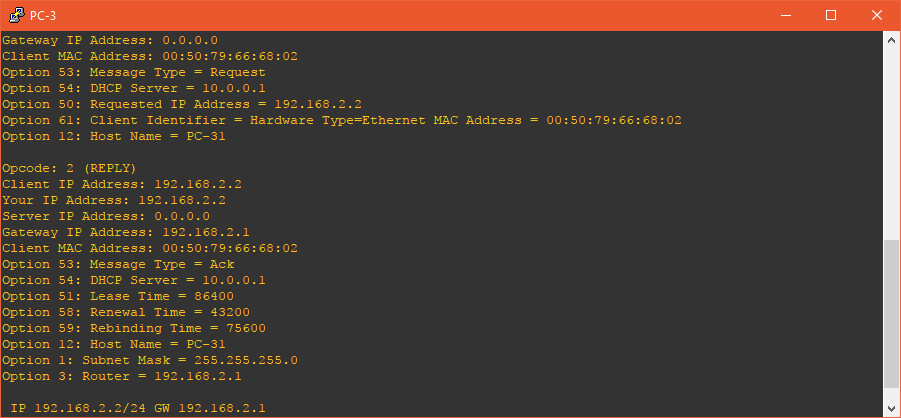 PC-3
Gateway IP Address: 0.0.0.0
Client MAC Address: 00:50:79:66:68:02
Option 53: Message Type = Request
Option 54: DHCP Server = 10.0.0.1
Option 50: Requested IP Address = 192.168.2.2
Option 61: Client Identifier = Hardware Type=Ethernet MAC Address = 00:50:79:66:68:02
Option 12: Host Name = PC-31

Opcode: 2 (REPLY)
Client IP Address: 192.168.2.2
Your IP Address: 192.168.2.2
Server IP Address: 0.0.0.0
Gateway IP Address: 192.168.2.1
Client MAC Address: 00:50:79:66:68:02
Option 53: Message Type = Ack
Option 54: DHCP Server = 10.0.0.1
Option 51: Lease Time = 86400
Option 58: Renewal Time = 43200
Option 59: Rebinding Time = 75600
Option 12: Host Name = PC-31
Option 1: Subnet Mask = 255.255.255.0
Option 3: Router = 192.168.2.1

IP 192.168.2.2/24 GW 192.168.2.1